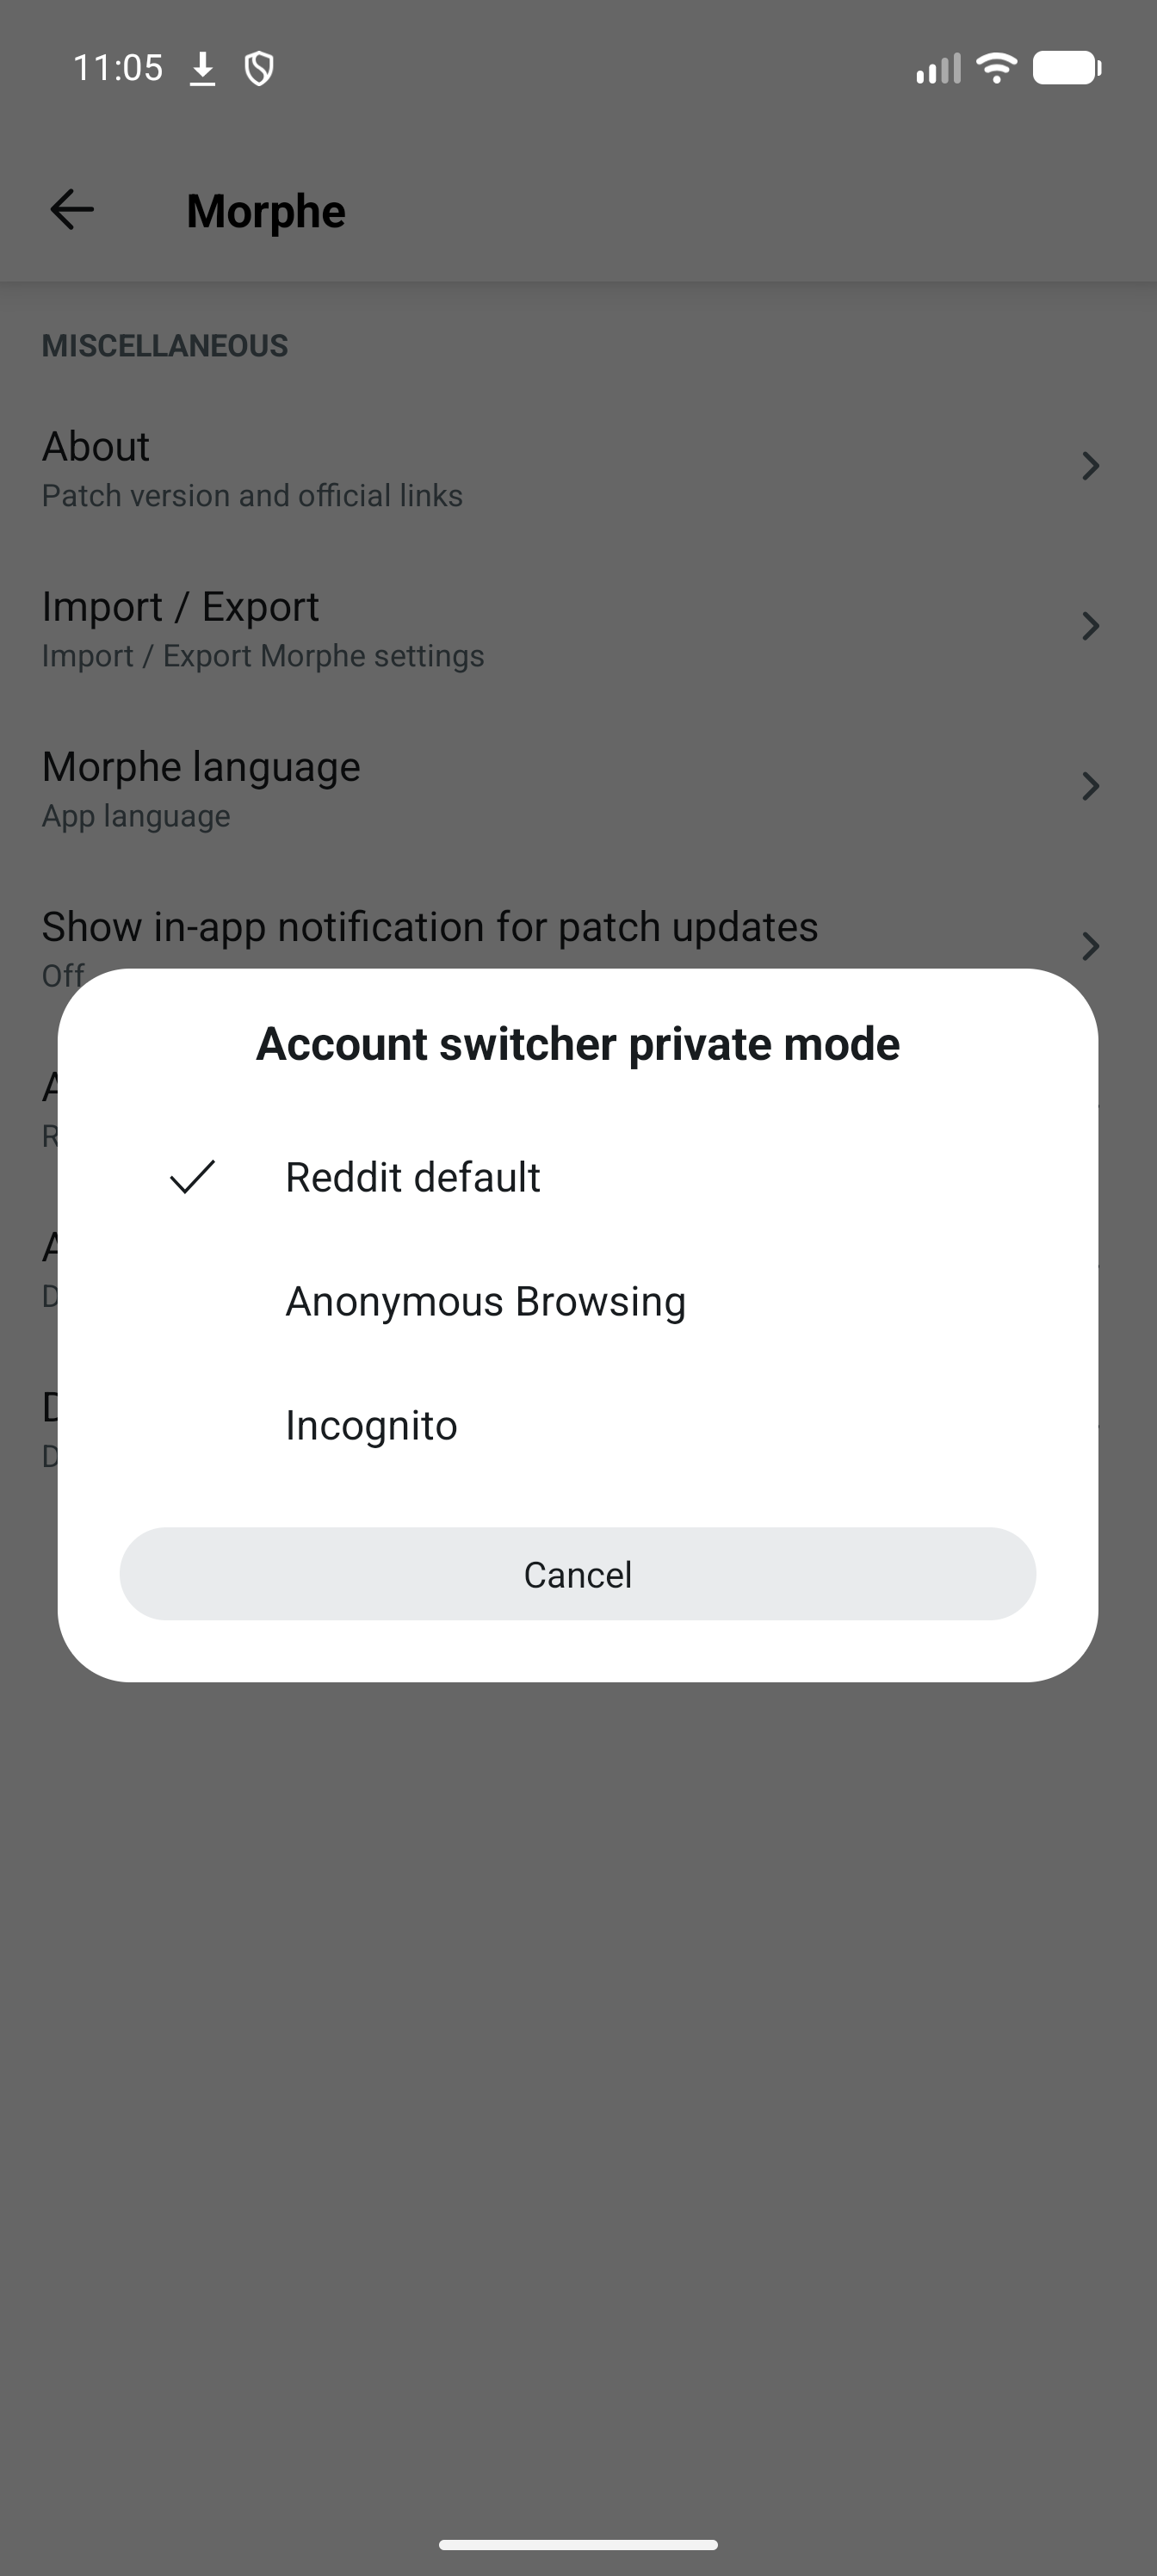 11:05
Morphe
MISCELLANEOUS
About
Patch version and official links
Import / Export
Import / Export Morphe settings
Morphe language
App language
Show in-app notification for patch updates
Off
Account switcher private mode
Reddit default
Anonymous Browsing
Incognito
Cancel